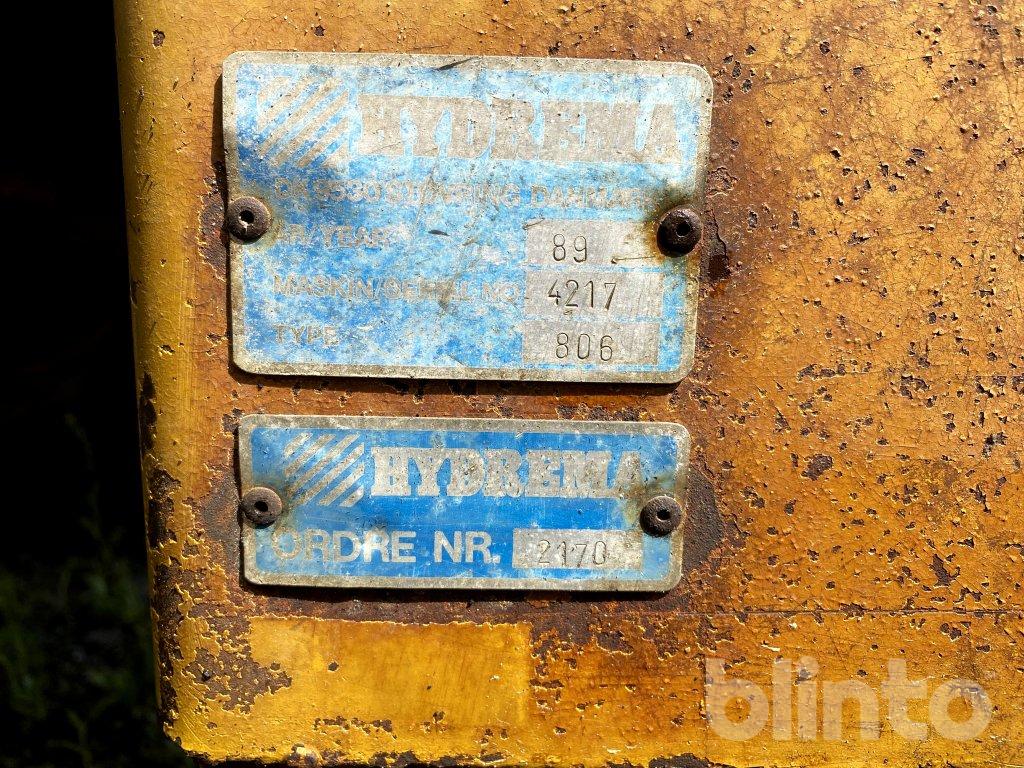 HYDREMA
DK 9530 STØVRING DANMARK
ÅR/YEAR 89
MASKIN/SERIAL NO. 4217
TYPE 806
HYDREMA
ORDRE NR. 2170
blinto